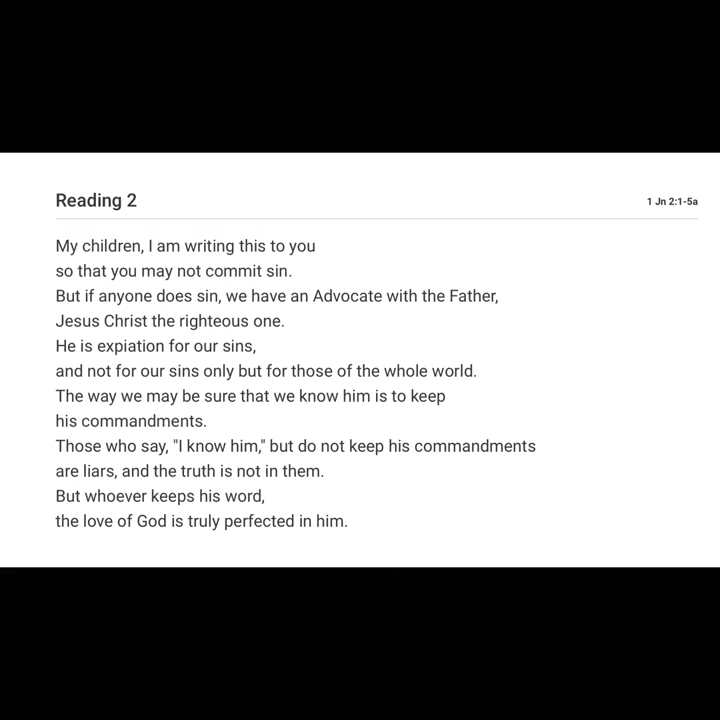 Reading 2
1 Jn 2:1-5a
My children, I am writing this to you
so that you may not commit sin.
But if anyone does sin, we have an Advocate with the Father,
Jesus Christ the righteous one.
He is expiation for our sins,
and not for our sins only but for those of the whole world.
The way we may be sure that we know him is to keep
his commandments.
Those who say, "I know him," but do not keep his commandments
are liars, and the truth is not in them.
But whoever keeps his word,
the love of God is truly perfected in him.